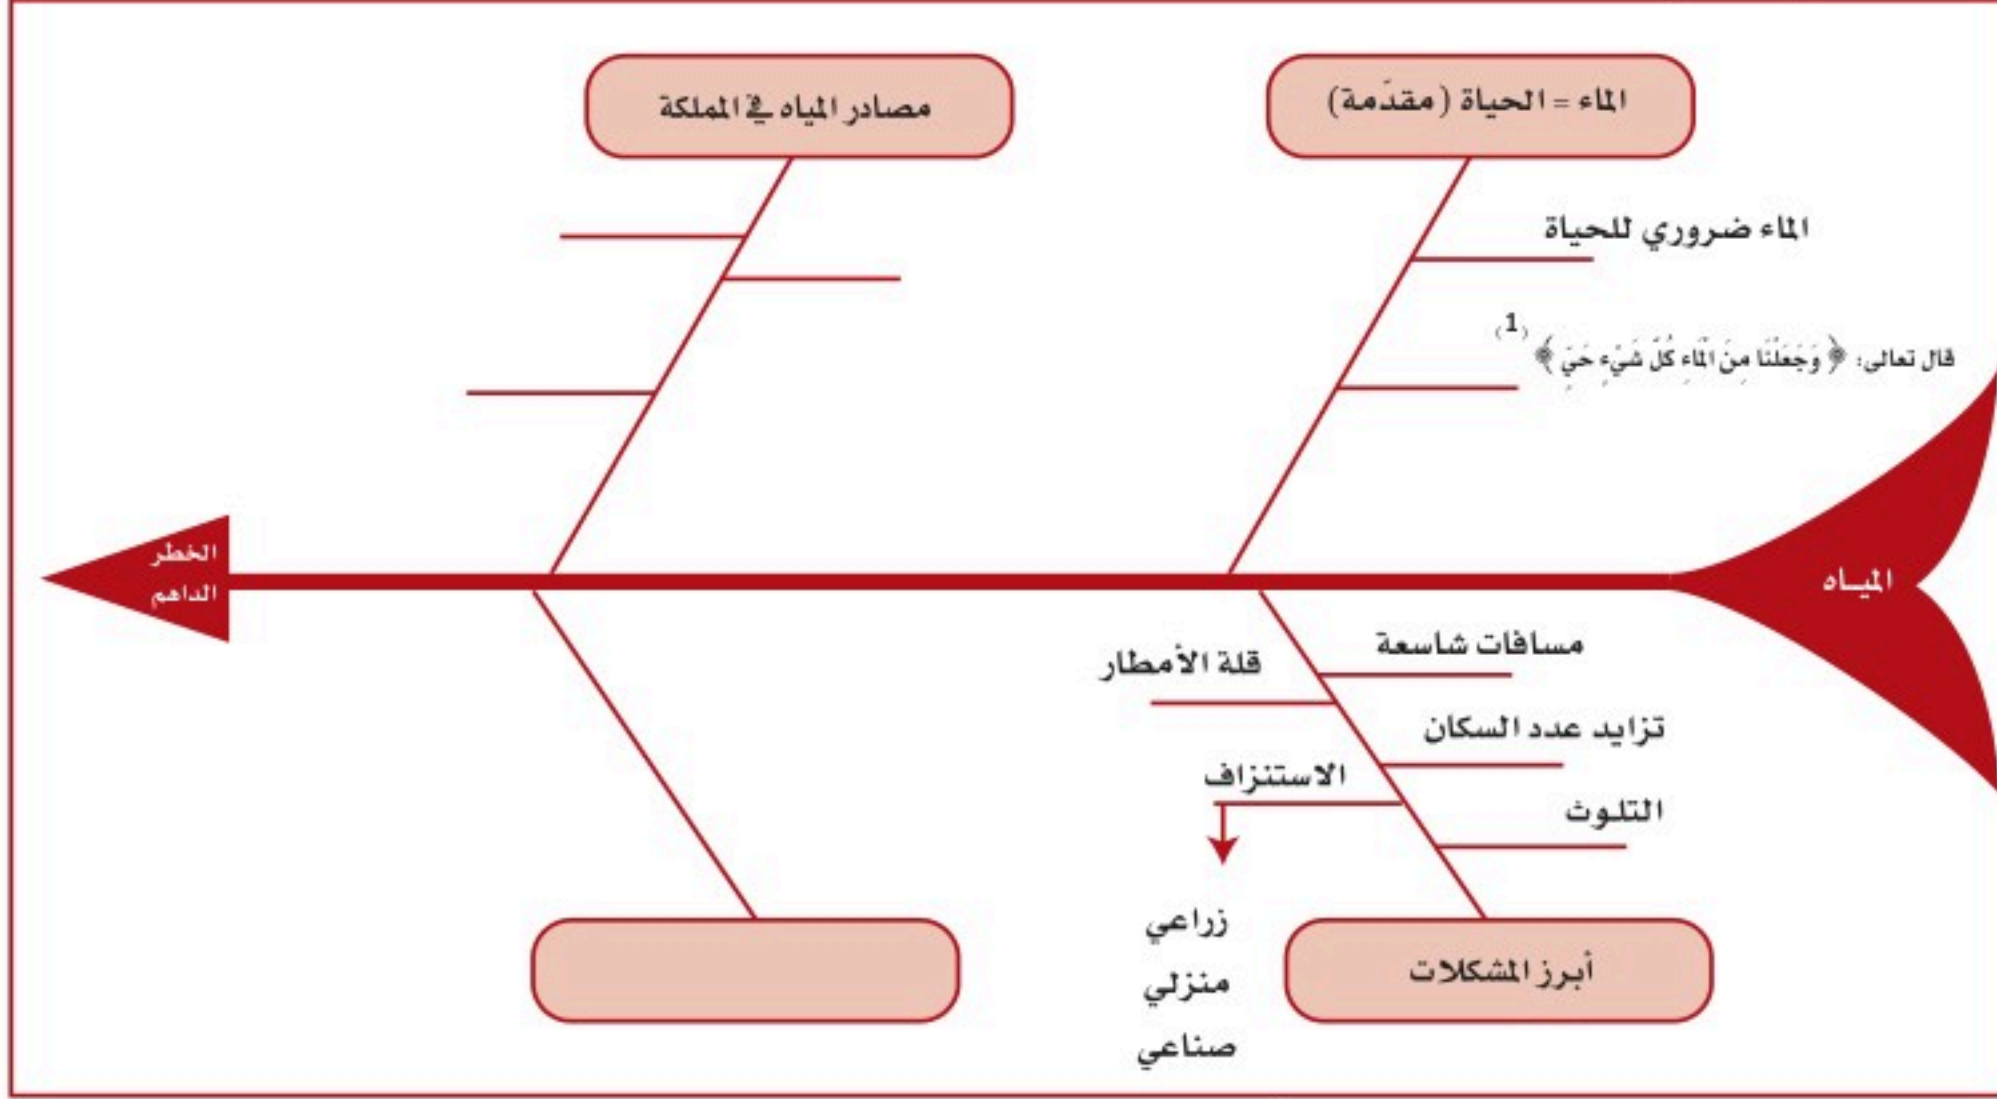 الماء = الحياة (مقدّمة)
مصادر المياه في المملكة
الماء ضروري للحياة
قال تعالى: ﴿ وَجَعَلْنَا مِنَ الْمَاءِ كُلَّ شَيْءٍ حَيٍّ ﴾ (1)
المياه
الخطر
الداهم
مسافات شاسعة
قلة الأمطار
تزايد عدد السكان
الاستنزاف
التلوث
زراعي
منزلي
صناعي
أبرز المشكلات